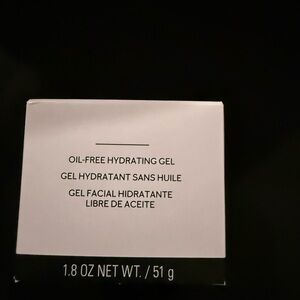 OIL-FREE HYDRATING GEL
GEL HYDRATANT SANS HUILE
GEL FACIAL HIDRATANTE
LIBRE DE ACEITE
1.8 OZ NET WT. / 51 g